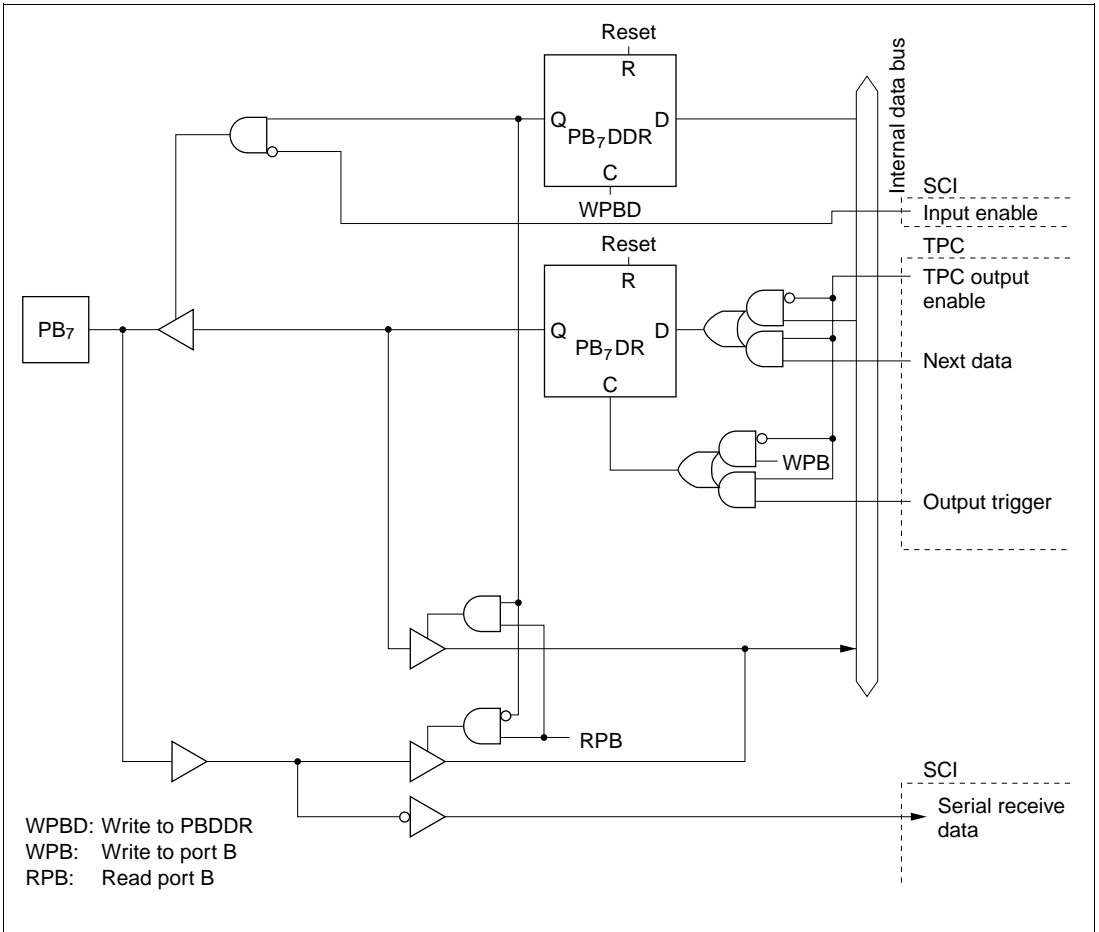 Reset
R
Q
D
PB₇DDR
C
WPBD
Internal data bus
SCI
Input enable
TPC
Reset
R
TPC output
enable
PB₇
Q
D
PB₇DR
C
Next data
WPB
Output trigger
RPB
SCI
Serial receive
data
WPBD: Write to PBDDR
WPB: Write to port B
RPB: Read port B